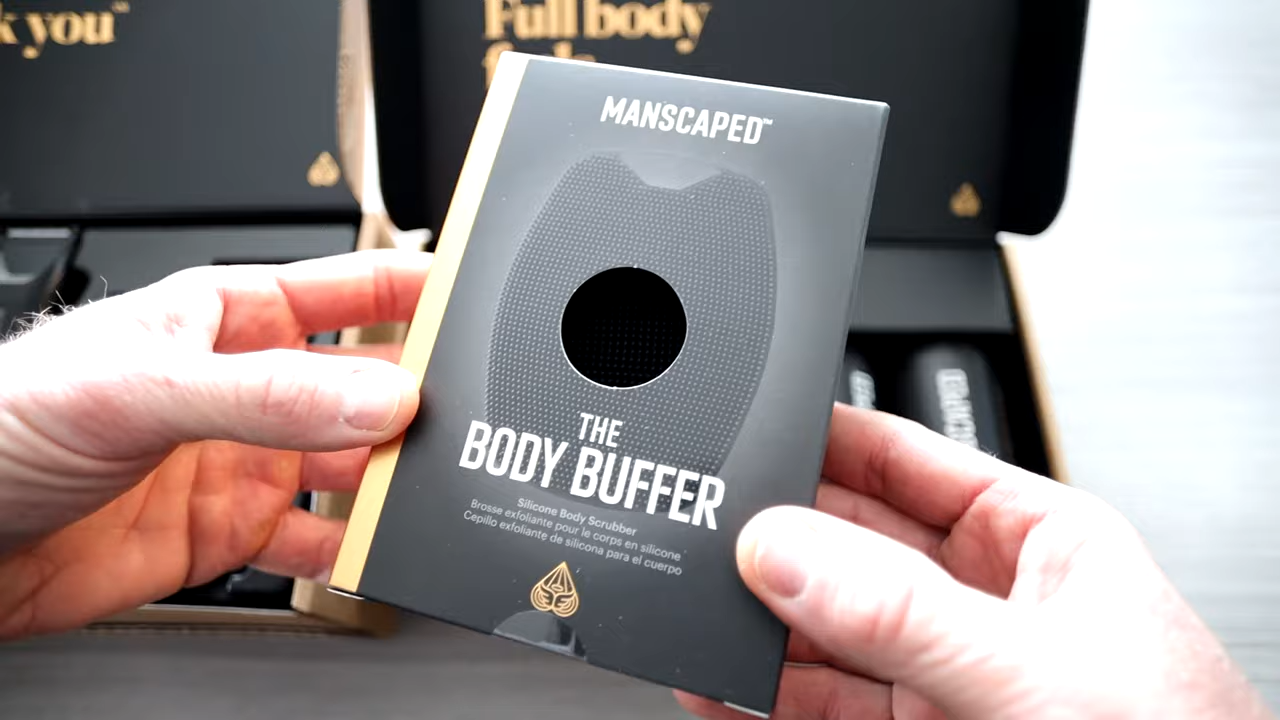 k you™
Full body
MANSCAPED™
THE
BODY BUFFER
Silicone Body Scrubber
Brosse exfoliante pour le corps en silicone
Cepillo exfoliante de silicona para el cuerpo